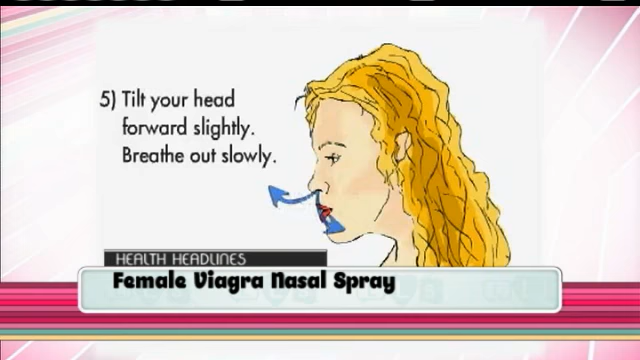 5) Tilt your head
forward slightly.
Breathe out slowly.
HEALTH HEADLINES
Female Viagra Nasal Spray